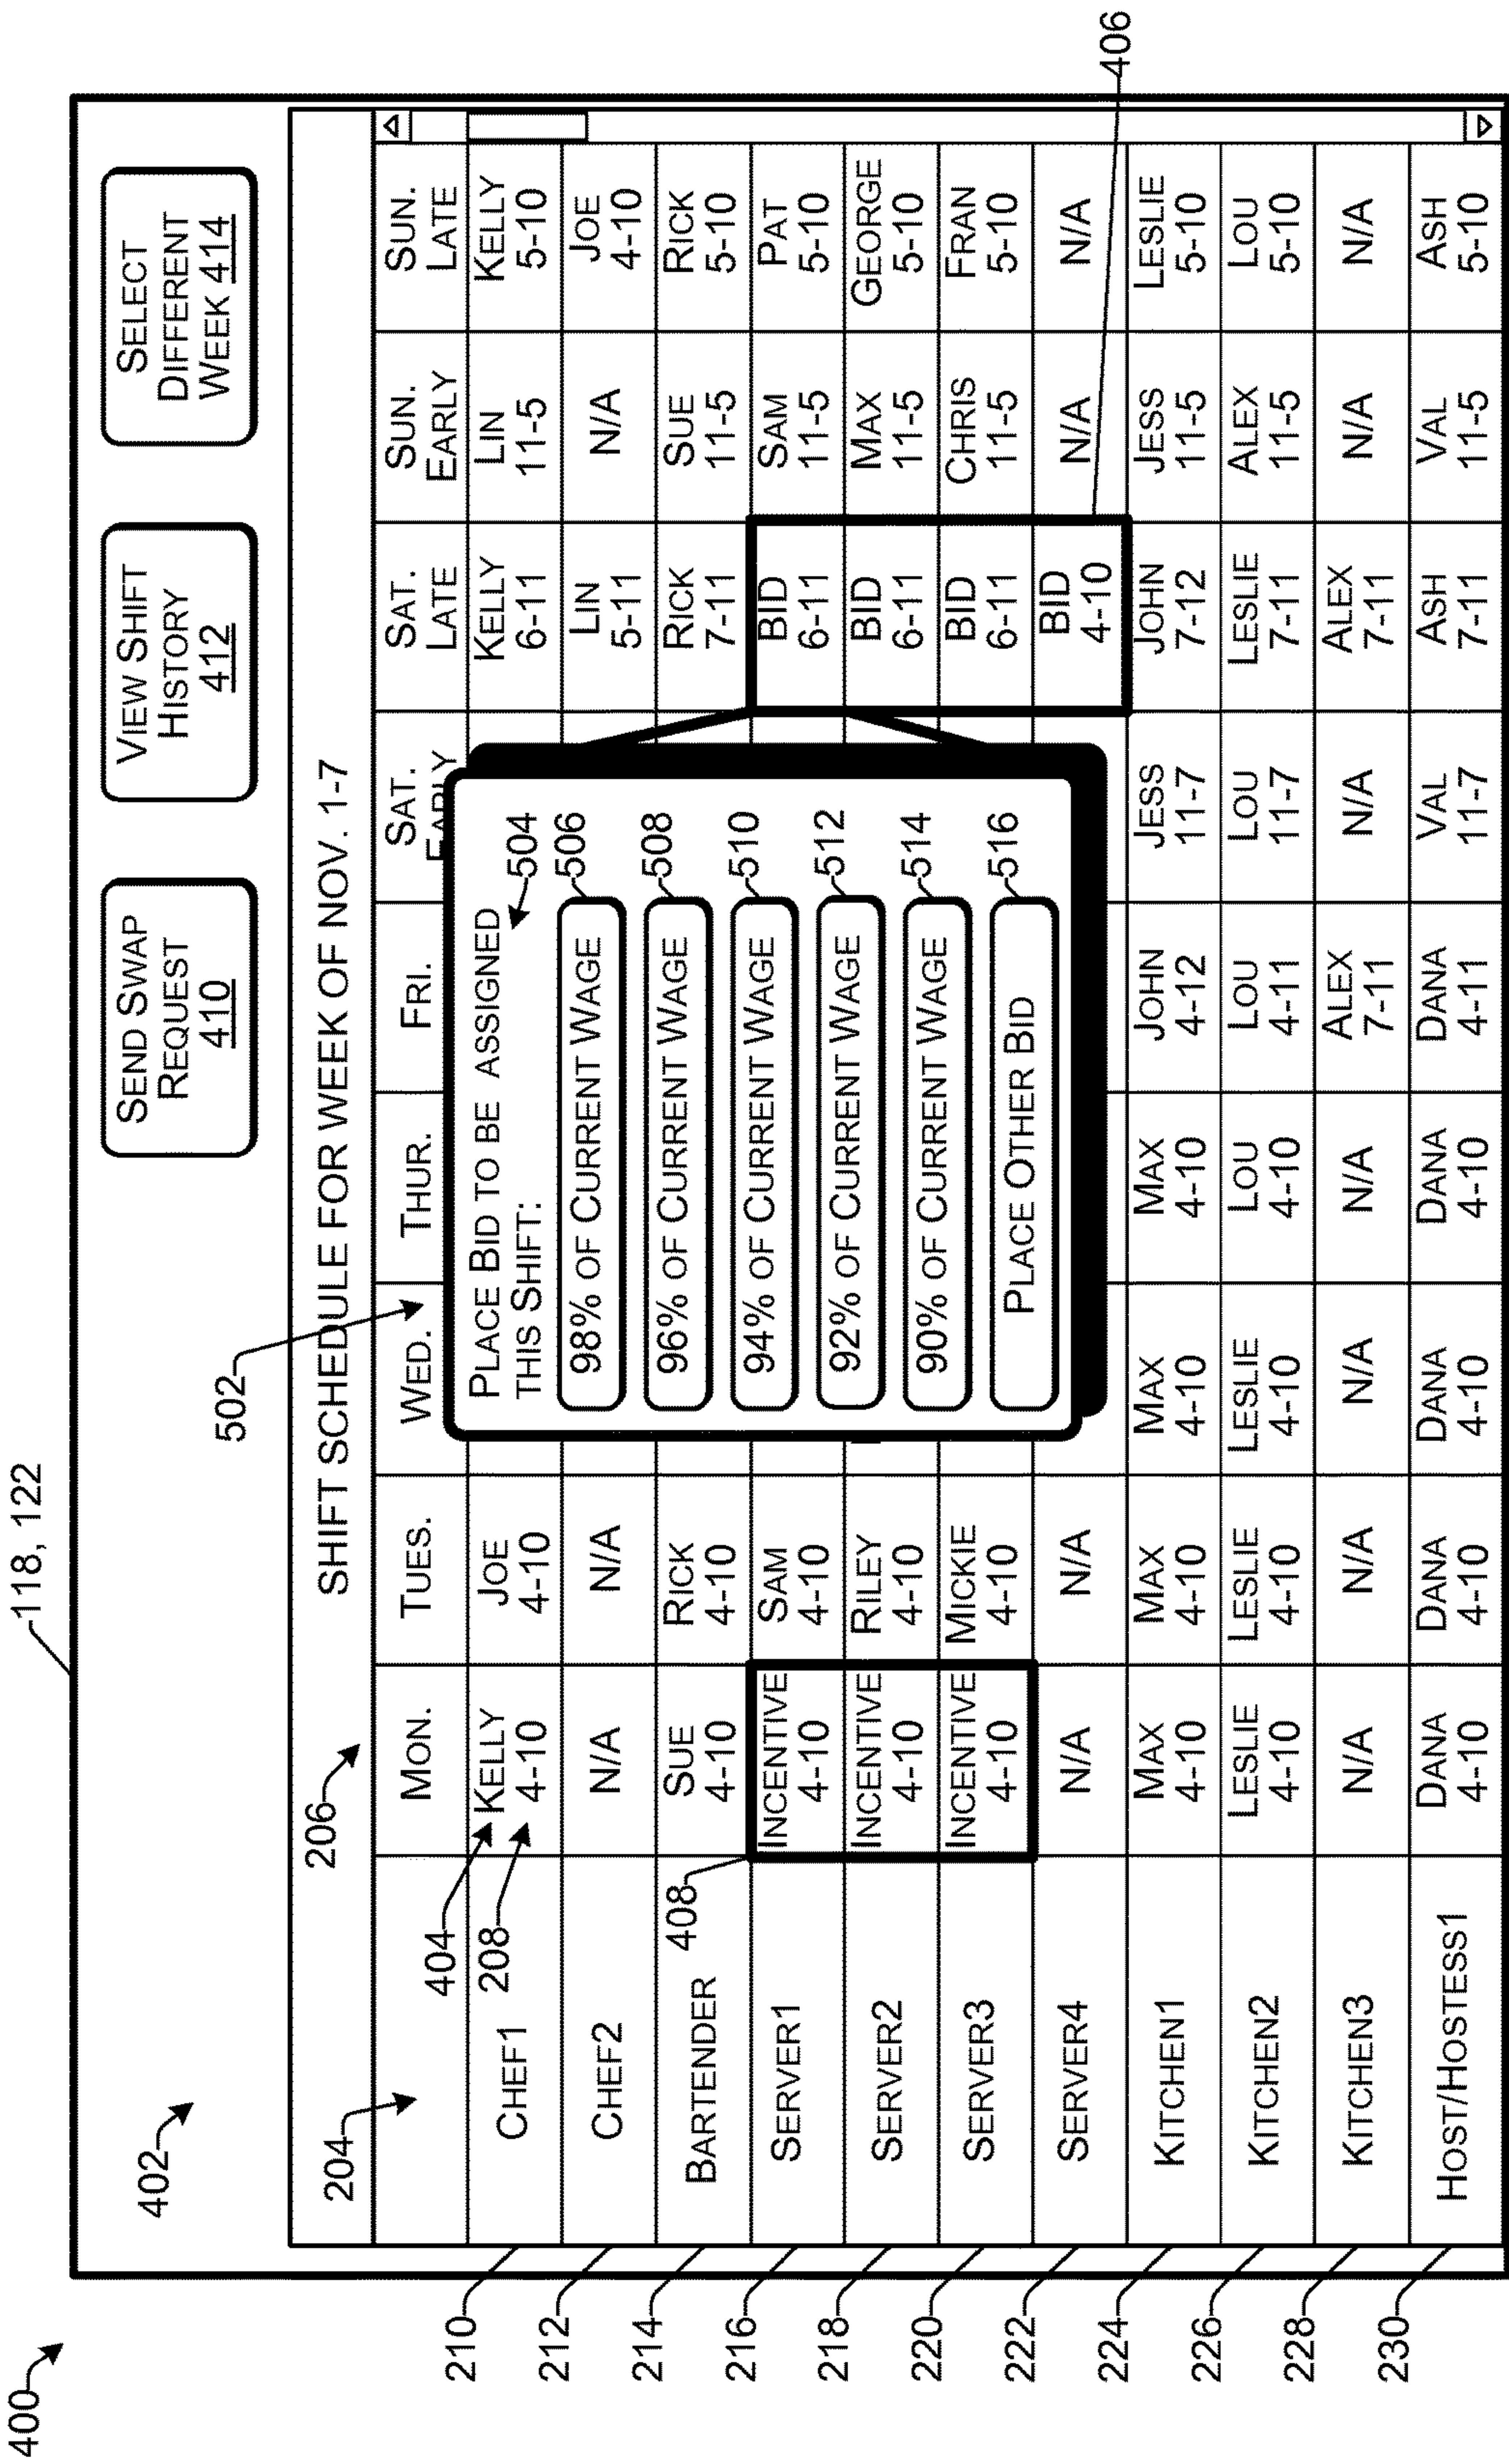 400
118, 122
402
SEND SWAP
REQUEST
410
VIEW SHIFT
HISTORY
412
SELECT
DIFFERENT
WEEK 414
502
206
SHIFT SCHEDULE FOR WEEK OF NOV. 1-7
204
MON.
TUES.
WED.
THUR.
FRI.
SAT.
EARLY
SAT.
LATE
SUN.
EARLY
SUN.
LATE
210
CHEF1
404
208
KELLY
4-10
JOE
4-10
KELLY
6-11
LIN
11-5
KELLY
5-10
212
CHEF2
N/A
N/A
LIN
5-11
N/A
JOE
4-10
214
BARTENDER
408
SUE
4-10
RICK
4-10
RICK
7-11
SUE
11-5
RICK
5-10
216
SERVER1
INCENTIVE
4-10
SAM
4-10
BID
6-11
SAM
11-5
PAT
5-10
218
SERVER2
INCENTIVE
4-10
RILEY
4-10
BID
6-11
MAX
11-5
GEORGE
5-10
220
SERVER3
INCENTIVE
4-10
MICKIE
4-10
BID
6-11
CHRIS
11-5
FRAN
5-10
222
SERVER4
N/A
N/A
BID
4-10
N/A
N/A
406
PLACE BID TO BE ASSIGNED
THIS SHIFT:
504
98% OF CURRENT WAGE
506
96% OF CURRENT WAGE
508
94% OF CURRENT WAGE
510
92% OF CURRENT WAGE
512
90% OF CURRENT WAGE
514
PLACE OTHER BID
516
224
KITCHEN1
MAX
4-10
MAX
4-10
MAX
4-10
MAX
4-10
JOHN
4-12
JESS
11-7
JOHN
7-12
JESS
11-5
LESLIE
5-10
226
KITCHEN2
LESLIE
4-10
LESLIE
4-10
LESLIE
4-10
LOU
4-10
LOU
4-11
LOU
11-7
LESLIE
7-11
ALEX
11-5
LOU
5-10
228
KITCHEN3
N/A
N/A
N/A
N/A
ALEX
7-11
N/A
ALEX
7-11
N/A
N/A
230
HOST/HOSTESS1
DANA
4-10
DANA
4-10
DANA
4-10
DANA
4-10
DANA
4-11
VAL
11-7
ASH
7-11
VAL
11-5
ASH
5-10